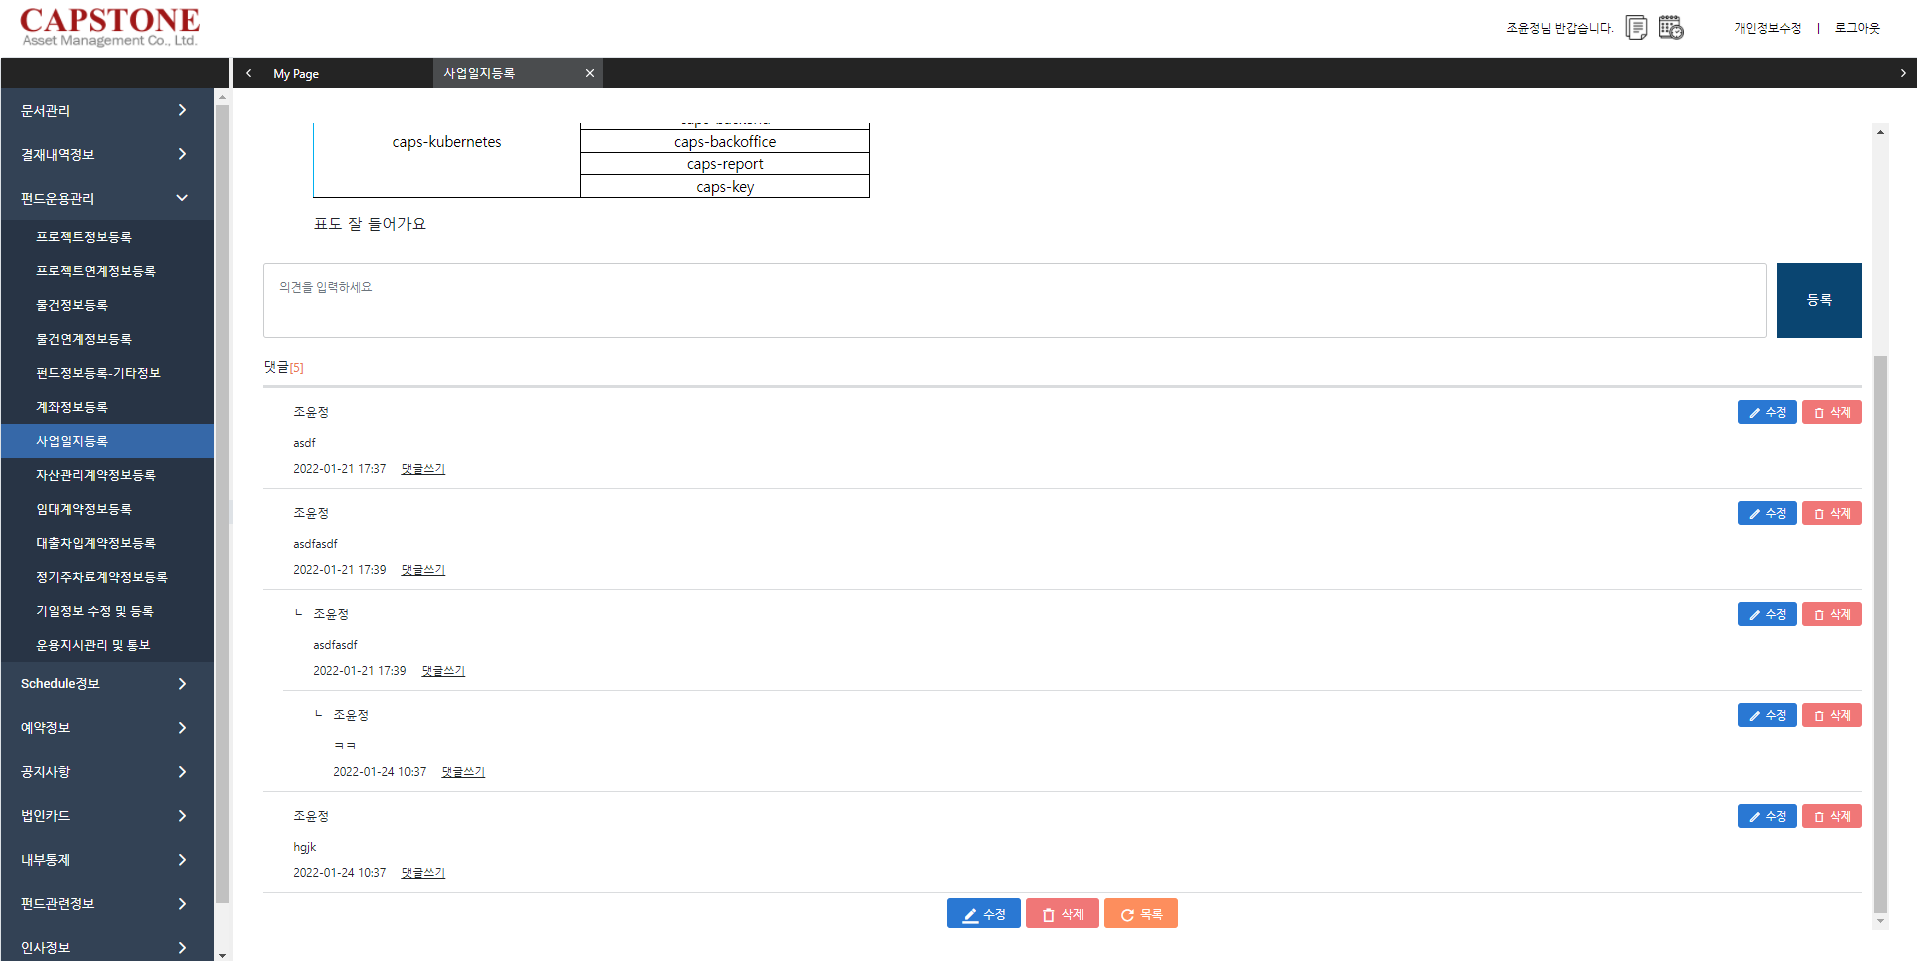 CAPSTONE
Asset Management Co., Ltd.
조윤정님 반갑습니다.
개인정보수정 | 로그아웃
My Page
사업일지등록
문서관리
결재내역정보
펀드운용관리
프로젝트정보등록
프로젝트연계정보등록
물건정보등록
물건연계정보등록
펀드정보등록-기타정보
계좌정보등록
사업일지등록
자산관리계약정보등록
임대계약정보등록
대출차입계약정보등록
정기주차료계약정보등록
기일정보 수정 및 등록
운용지시관리 및 통보
Schedule정보
예약정보
공지사항
법인카드
내부통제
펀드관련정보
인사정보
caps-kubernetes
caps-backoffice
caps-report
caps-key
표도 잘 들어가요
의견을 입력하세요
등록
댓글[5]
조윤정
수정 삭제
asdf
2022-01-21 17:37 댓글쓰기
조윤정
수정 삭제
asdfasdf
2022-01-21 17:39 댓글쓰기
ㄴ 조윤정
수정 삭제
asdfasdf
2022-01-21 17:39 댓글쓰기
ㄴ 조윤정
수정 삭제
ㅋㅋ
2022-01-24 10:37 댓글쓰기
조윤정
수정 삭제
hgjk
2022-01-24 10:37 댓글쓰기
수정 삭제 목록